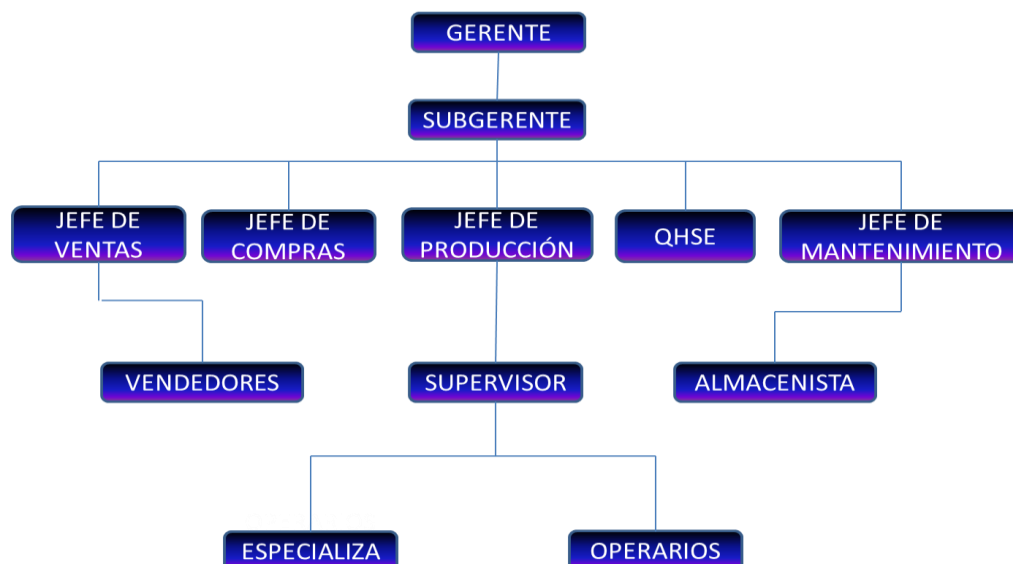 GERENTE
SUBGERENTE
JEFE DE
VENTAS
JEFE DE
COMPRAS
JEFE DE
PRODUCCIÓN
QHSE
JEFE DE
MANTENIMIENTO
VENDEDORES
SUPERVISOR
ALMACENISTA
ESPECIALIZA
OPERARIOS